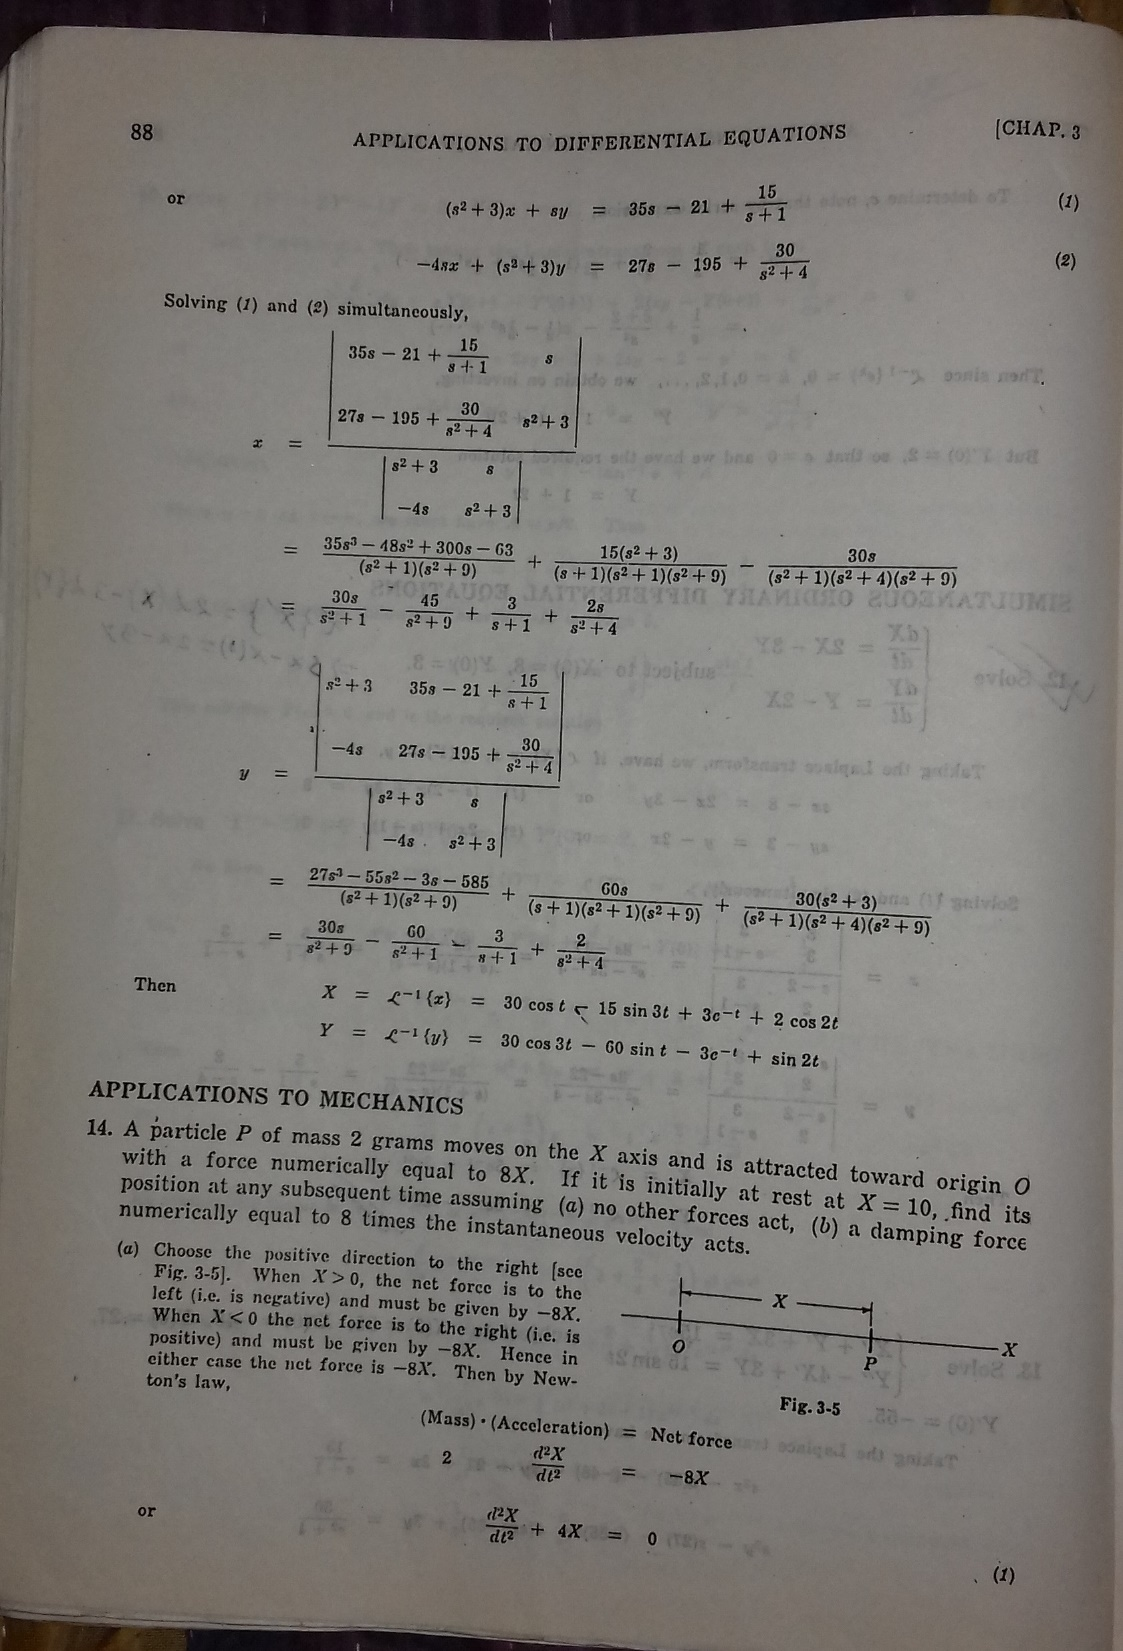 88 APPLICATIONS TO DIFFERENTIAL EQUATIONS [CHAP. 3
or (s² + 3)x + sy = 35s − 21 + 15/(s + 1) (1)
−4sx + (s² + 3)y = 27s − 195 + 30/(s² + 4) (2)
Solving (1) and (2) simultaneously,
x = | 35s − 21 + 15/(s + 1)   s ; 27s − 195 + 30/(s² + 4)   s² + 3 | / | s² + 3   s ; −4s   s² + 3 |
= (35s³ − 48s² + 300s − 63)/((s² + 1)(s² + 9)) + 15(s² + 3)/((s + 1)(s² + 1)(s² + 9)) − 30s/((s² + 1)(s² + 4)(s² + 9))
= 30s/(s² + 1) − 45/(s² + 9) + 3/(s + 1) + 2s/(s² + 4)
y = | s² + 3   35s − 21 + 15/(s + 1) ; −4s   27s − 195 + 30/(s² + 4) | / | s² + 3   s ; −4s   s² + 3 |
= (27s³ − 55s² − 3s − 585)/((s² + 1)(s² + 9)) + 60s/((s + 1)(s² + 1)(s² + 9)) + 30(s² + 3)/((s² + 1)(s² + 4)(s² + 9))
= 30s/(s² + 9) − 60/(s² + 1) − 3/(s + 1) + 2/(s² + 4)
Then X = ℒ⁻¹{x} = 30 cos t − 15 sin 3t + 3e⁻ᵗ + 2 cos 2t
Y = ℒ⁻¹{y} = 30 cos 3t − 60 sin t − 3e⁻ᵗ + sin 2t
APPLICATIONS TO MECHANICS
14. A particle P of mass 2 grams moves on the X axis and is attracted toward origin O
with a force numerically equal to 8X. If it is initially at rest at X = 10, find its
position at any subsequent time assuming (a) no other forces act, (b) a damping force
numerically equal to 8 times the instantaneous velocity acts.
(a) Choose the positive direction to the right [see
Fig. 3-5]. When X > 0, the net force is to the
left (i.e. is negative) and must be given by −8X.
When X < 0 the net force is to the right (i.e. is
positive) and must be given by −8X. Hence in
either case the net force is −8X. Then by New-
ton's law,
X
O P X
Fig. 3-5
(Mass) · (Acceleration) = Net force
2 d²X/dt² = −8X
or d²X/dt² + 4X = 0
(1)